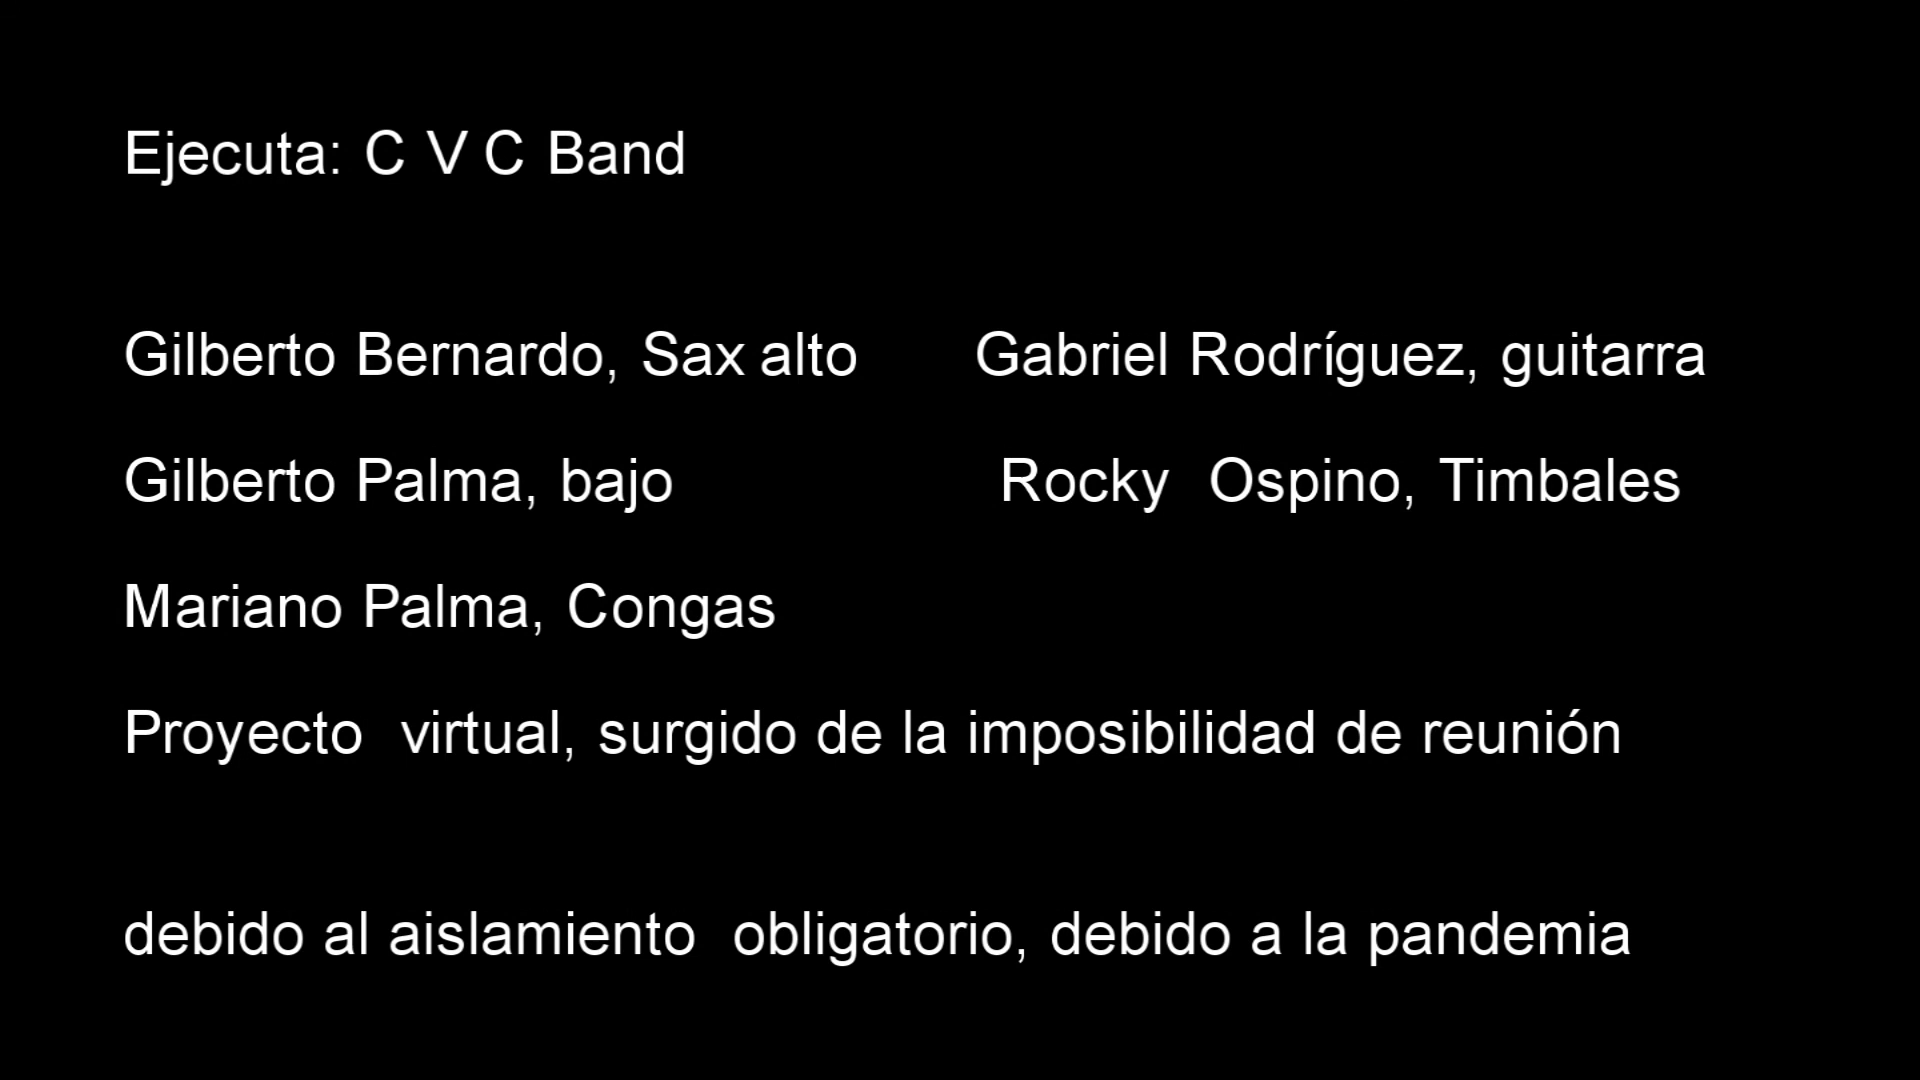 Ejecuta: C V C Band
Gilberto Bernardo, Sax alto Gabriel Rodríguez, guitarra
Gilberto Palma, bajo Rocky Ospino, Timbales
Mariano Palma, Congas
Proyecto virtual, surgido de la imposibilidad de reunión
debido al aislamiento obligatorio, debido a la pandemia